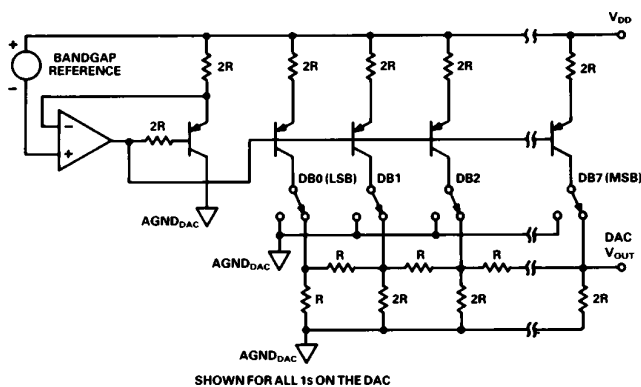 V_DD
+
BANDGAP
REFERENCE
−
2R
2R
2R
2R
2R
−
+
2R
DB0 (LSB)
DB1
DB2
DB7 (MSB)
AGND_DAC
AGND_DAC
DAC
V_OUT
R
R
R
R
2R
2R
2R
AGND_DAC
SHOWN FOR ALL 1s ON THE DAC